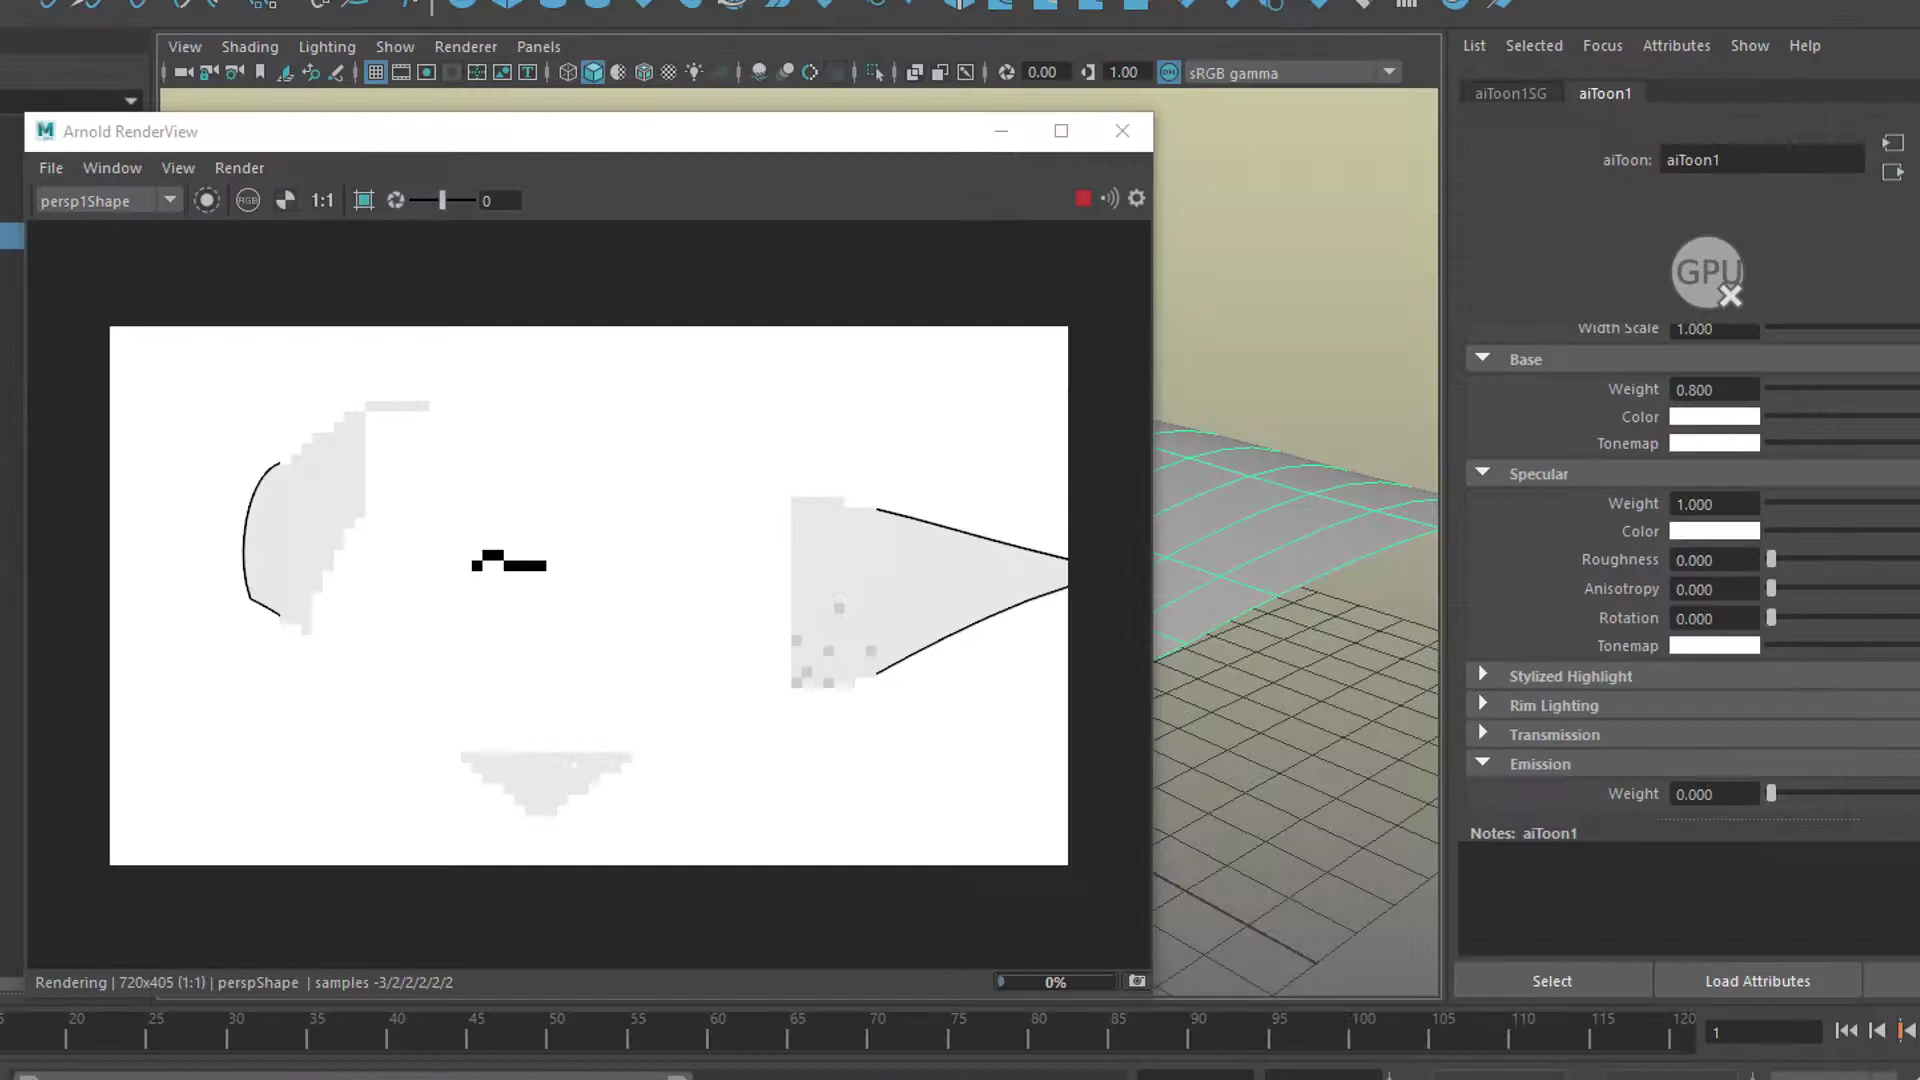 View Shading Lighting Show Renderer Panels
0.00 1.00 ON sRGB gamma
Arnold RenderView
File Window View Render
persp1Shape RGB 1:1 0
Rendering | 720x405 (1:1) | perspShape | samples -3/2/2/2/2/2 0%
List Selected Focus Attributes Show Help
aiToon1SG aiToon1
aiToon: aiToon1
GPU
Width Scale 1.000
Base
Weight 0.800
Color
Tonemap
Specular
Weight 1.000
Color
Roughness 0.000
Anisotropy 0.000
Rotation 0.000
Tonemap
Stylized Highlight
Rim Lighting
Transmission
Emission
Weight 0.000
Notes: aiToon1
Select Load Attributes
20 25 30 35 40 45 50 55 60 65 70 75 80 85 90 95 100 105 110 115 120 1